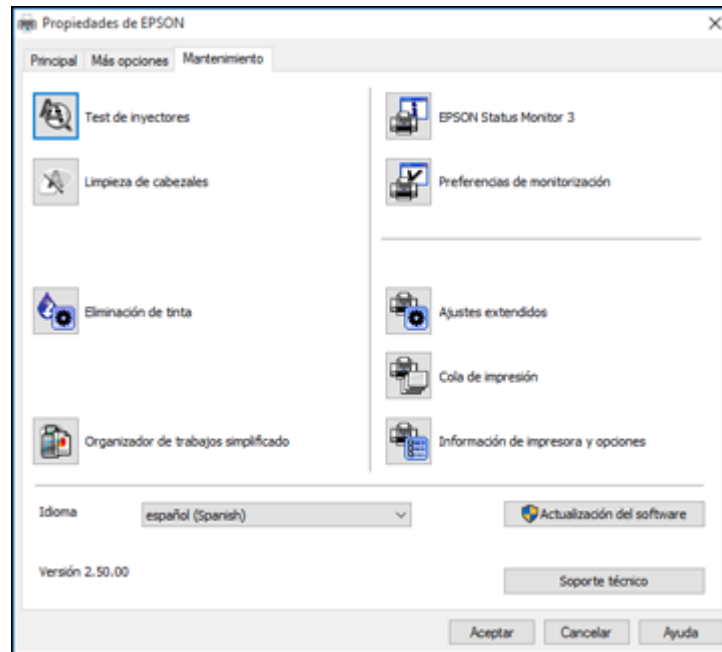 Propiedades de EPSON
Principal
Más opciones
Mantenimiento
Test de inyectores
EPSON Status Monitor 3
Limpieza de cabezales
Preferencias de monitorización
Eliminación de tinta
Ajustes extendidos
Cola de impresión
Organizador de trabajos simplificado
Información de impresora y opciones
Idioma
español (Spanish)
Actualización del software
Versión 2.50.00
Soporte técnico
Aceptar
Cancelar
Ayuda